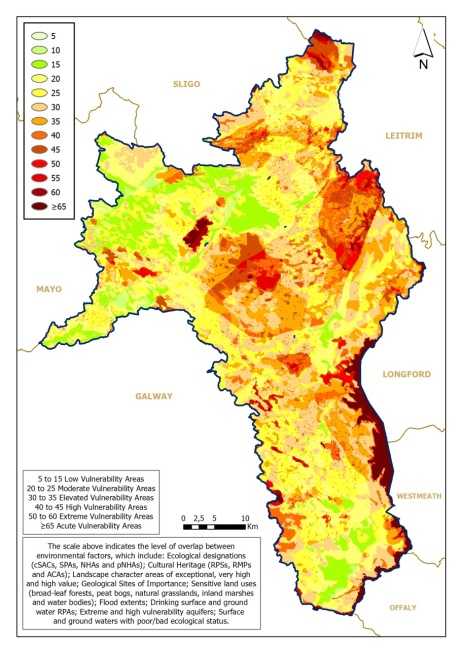 5
10
15
20
25
30
35
40
45
50
55
60
≥65
SLIGO
N
LEITRIM
MAYO
GALWAY
LONGFORD
WESTMEATH
OFFALY
5 to 15 Low Vulnerability Areas
20 to 25 Moderate Vulnerability Areas
30 to 35 Elevated Vulnerability Areas
40 to 45 High Vulnerability Areas
50 to 60 Extreme Vulnerability Areas
≥65 Acute Vulnerability Areas
0 2,5 5 10
Km
The scale above indicates the level of overlap between
environmental factors, which include: Ecological designations
(cSACs, SPAs, NHAs and pNHAs); Cultural Heritage (RPSs, RMPs
and ACAs); Landscape character areas of exceptional, very high
and high value; Geological Sites of Importance; Sensitive land uses
(broad-leaf forests, peat bogs, natural grasslands, inland marshes
and water bodies); Flood extents; Drinking surface and ground
water RPAs; Extreme and high vulnerability aquifers; Surface
and ground waters with poor/bad ecological status.